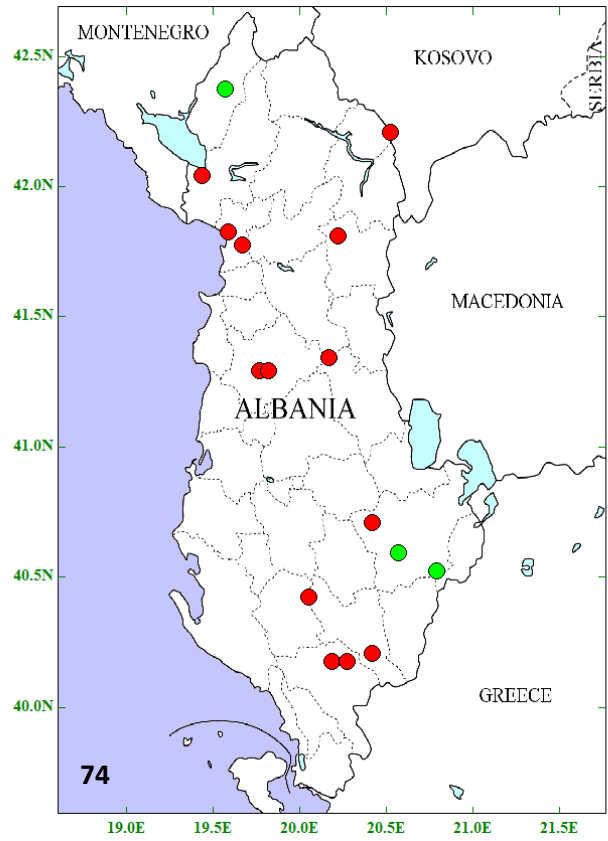 MONTENEGRO
42.5N
KOSOVO
SERBIA
42.0N
41.5N
MACEDONIA
ALBANIA
41.0N
40.5N
40.0N
GREECE
74
19.0E 19.5E 20.0E 20.5E 21.0E 21.5E